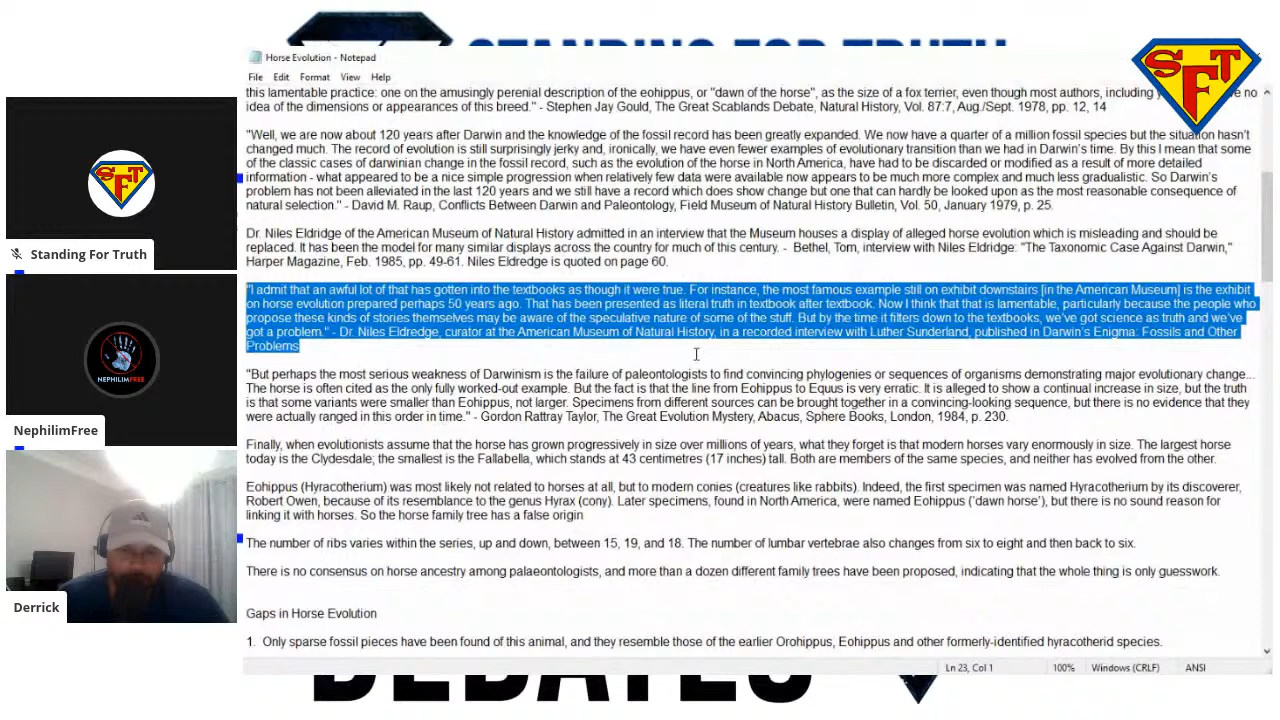 STANDING FOR TRUTH
Horse Evolution - Notepad
SFT
File Edit Format View Help
this lamentable practice: one on the amusingly perenial description of the eohippus, or "dawn of the horse", as the size of a fox terrier, even though most authors, including no
idea of the dimensions or appearances of this breed." - Stephen Jay Gould, The Great Scablands Debate, Natural History, Vol. 87:7, Aug./Sept. 1978, pp. 12, 14
"Well, we are now about 120 years after Darwin and the knowledge of the fossil record has been greatly expanded. We now have a quarter of a million fossil species but the situation hasn't
changed much. The record of evolution is still surprisingly jerky and, ironically, we have even fewer examples of evolutionary transition than we had in Darwin's time. By this I mean that some
of the classic cases of darwinian change in the fossil record, such as the evolution of the horse in North America, have had to be discarded or modified as a result of more detailed
information - what appeared to be a nice simple progression when relatively few data were available now appears to be much more complex and much less gradualistic. So Darwin's
problem has not been alleviated in the last 120 years and we still have a record which does show change but one that can hardly be looked upon as the most reasonable consequence of
natural selection." - David M. Raup, Conflicts Between Darwin and Paleontology, Field Museum of Natural History Bulletin, Vol. 50, January 1979, p. 25.
Dr. Niles Eldridge of the American Museum of Natural History admitted in an interview that the Museum houses a display of alleged horse evolution which is misleading and should be
replaced. It has been the model for many similar displays across the country for much of this century. - Bethel, Tom, interview with Niles Eldridge: "The Taxonomic Case Against Darwin,"
Harper Magazine, Feb. 1985, pp. 49-61. Niles Eldredge is quoted on page 60.
"I admit that an awful lot of that has gotten into the textbooks as though it were true. For instance, the most famous example still on exhibit downstairs [in the American Museum] is the exhibit
on horse evolution prepared perhaps 50 years ago. That has been presented as literal truth in textbook after textbook. Now I think that that is lamentable, particularly because the people who
propose these kinds of stories themselves may be aware of the speculative nature of some of the stuff. But by the time it filters down to the textbooks, we've got science as truth and we've
got a problem." - Dr. Niles Eldredge, curator at the American Museum of Natural History, in a recorded interview with Luther Sunderland, published in Darwin's Enigma: Fossils and Other
Problems
"But perhaps the most serious weakness of Darwinism is the failure of paleontologists to find convincing phylogenies or sequences of organisms demonstrating major evolutionary change...
The horse is often cited as the only fully worked-out example. But the fact is that the line from Eohippus to Equus is very erratic. It is alleged to show a continual increase in size, but the truth
is that some variants were smaller than Eohippus, not larger. Specimens from different sources can be brought together in a convincing-looking sequence, but there is no evidence that they
were actually ranged in this order in time." - Gordon Rattray Taylor, The Great Evolution Mystery, Abacus, Sphere Books, London, 1984, p. 230.
Finally, when evolutionists assume that the horse has grown progressively in size over millions of years, what they forget is that modern horses vary enormously in size. The largest horse
today is the Clydesdale; the smallest is the Fallabella, which stands at 43 centimetres (17 inches) tall. Both are members of the same species, and neither has evolved from the other.
Eohippus (Hyracotherium) was most likely not related to horses at all, but to modern conies (creatures like rabbits). Indeed, the first specimen was named Hyracotherium by its discoverer,
Robert Owen, because of its resemblance to the genus Hyrax (cony). Later specimens, found in North America, were named Eohippus ('dawn horse'), but there is no sound reason for
linking it with horses. So the horse family tree has a false origin
The number of ribs varies within the series, up and down, between 15, 19, and 18. The number of lumbar vertebrae also changes from six to eight and then back to six.
There is no consensus on horse ancestry among palaeontologists, and more than a dozen different family trees have been proposed, indicating that the whole thing is only guesswork.
Gaps in Horse Evolution
1. Only sparse fossil pieces have been found of this animal, and they resemble those of the earlier Orohippus, Eohippus and other formerly-identified hyracotherid species.
Ln 23, Col 1 100% Windows (CRLF) ANSI
DEBATES
SFT
Standing For Truth
NEPHILIMFREE
NephilimFree
Derrick